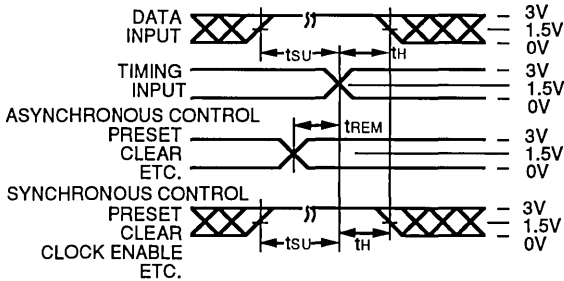 DATA
INPUT
3V
1.5V
0V
tSU
tH
TIMING
INPUT
3V
1.5V
0V
ASYNCHRONOUS CONTROL
PRESET
CLEAR
ETC.
tREM
3V
1.5V
0V
SYNCHRONOUS CONTROL
PRESET
CLEAR
CLOCK ENABLE
ETC.
tSU
tH
3V
1.5V
0V